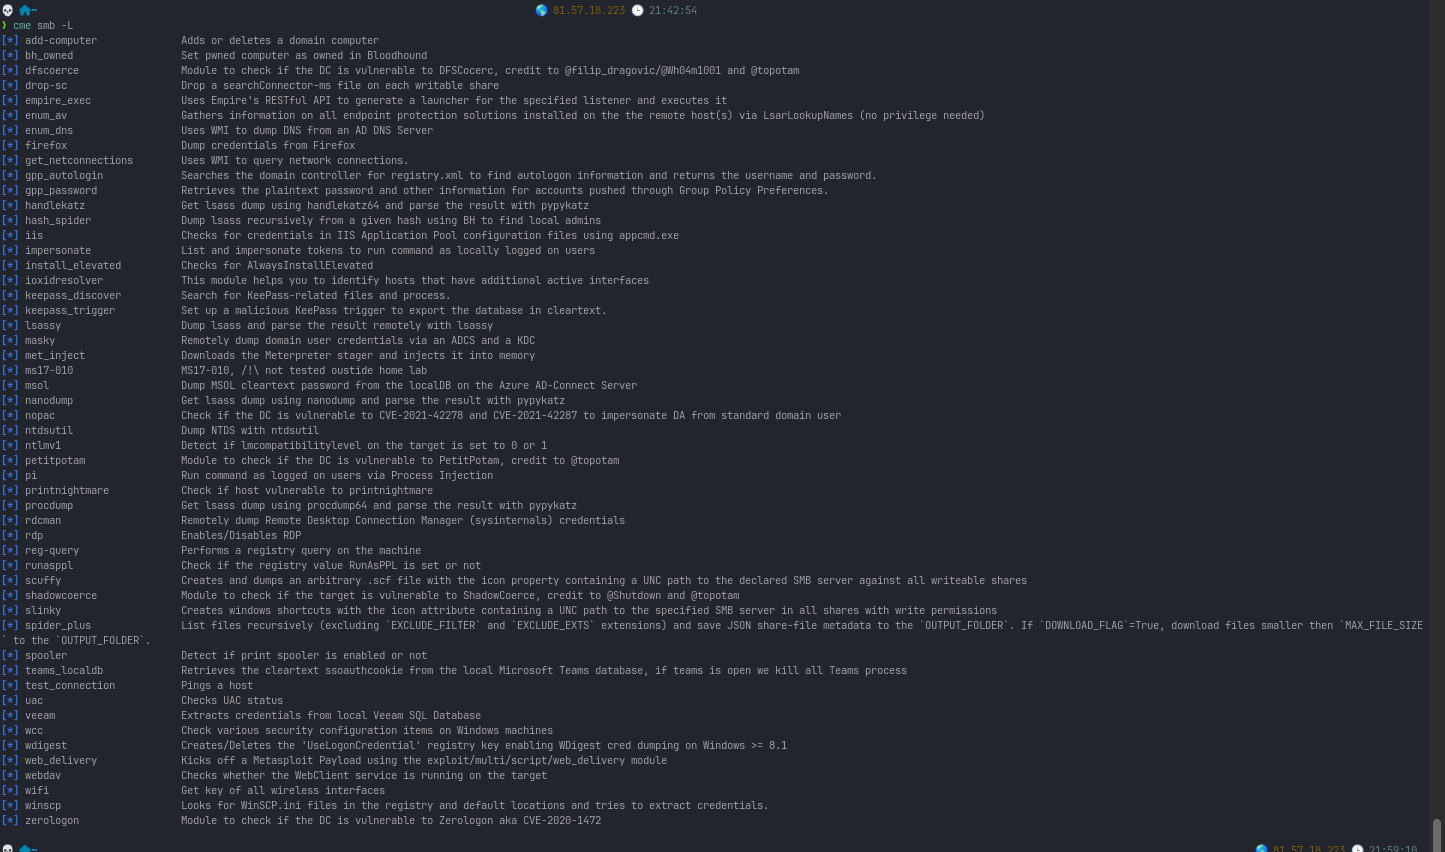 ~ 81.57.18.223 21:42:54
❯ cme smb -L
[*] add-computer Adds or deletes a domain computer
[*] bh_owned Set pwned computer as owned in Bloodhound
[*] dfscoerce Module to check if the DC is vulnerable to DFSCocerc, credit to @filip_dragovic/@Wh04m1001 and @topotam
[*] drop-sc Drop a searchConnector-ms file on each writable share
[*] empire_exec Uses Empire's RESTful API to generate a launcher for the specified listener and executes it
[*] enum_av Gathers information on all endpoint protection solutions installed on the the remote host(s) via LsarLookupNames (no privilege needed)
[*] enum_dns Uses WMI to dump DNS from an AD DNS Server
[*] firefox Dump credentials from Firefox
[*] get_netconnections Uses WMI to query network connections.
[*] gpp_autologin Searches the domain controller for registry.xml to find autologon information and returns the username and password.
[*] gpp_password Retrieves the plaintext password and other information for accounts pushed through Group Policy Preferences.
[*] handlekatz Get lsass dump using handlekatz64 and parse the result with pypykatz
[*] hash_spider Dump lsass recursively from a given hash using BH to find local admins
[*] iis Checks for credentials in IIS Application Pool configuration files using appcmd.exe
[*] impersonate List and impersonate tokens to run command as locally logged on users
[*] install_elevated Checks for AlwaysInstallElevated
[*] ioxidresolver This module helps you to identify hosts that have additional active interfaces
[*] keepass_discover Search for KeePass-related files and process.
[*] keepass_trigger Set up a malicious KeePass trigger to export the database in cleartext.
[*] lsassy Dump lsass and parse the result remotely with lsassy
[*] masky Remotely dump domain user credentials via an ADCS and a KDC
[*] met_inject Downloads the Meterpreter stager and injects it into memory
[*] ms17-010 MS17-010, /!\ not tested oustide home lab
[*] msol Dump MSOL cleartext password from the localDB on the Azure AD-Connect Server
[*] nanodump Get lsass dump using nanodump and parse the result with pypykatz
[*] nopac Check if the DC is vulnerable to CVE-2021-42278 and CVE-2021-42287 to impersonate DA from standard domain user
[*] ntdsutil Dump NTDS with ntdsutil
[*] ntlmv1 Detect if lmcompatibilitylevel on the target is set to 0 or 1
[*] petitpotam Module to check if the DC is vulnerable to PetitPotam, credit to @topotam
[*] pi Run command as logged on users via Process Injection
[*] printnightmare Check if host vulnerable to printnightmare
[*] procdump Get lsass dump using procdump64 and parse the result with pypykatz
[*] rdcman Remotely dump Remote Desktop Connection Manager (sysinternals) credentials
[*] rdp Enables/Disables RDP
[*] reg-query Performs a registry query on the machine
[*] runasppl Check if the registry value RunAsPPL is set or not
[*] scuffy Creates and dumps an arbitrary .scf file with the icon property containing a UNC path to the declared SMB server against all writeable shares
[*] shadowcoerce Module to check if the target is vulnerable to ShadowCoerce, credit to @Shutdown and @topotam
[*] slinky Creates windows shortcuts with the icon attribute containing a UNC path to the specified SMB server in all shares with write permissions
[*] spider_plus List files recursively (excluding `EXCLUDE_FILTER` and `EXCLUDE_EXTS` extensions) and save JSON share-file metadata to the `OUTPUT_FOLDER`. If `DOWNLOAD_FLAG`=True, download files smaller then `MAX_FILE_SIZE
` to the `OUTPUT_FOLDER`.
[*] spooler Detect if print spooler is enabled or not
[*] teams_localdb Retrieves the cleartext ssoauthcookie from the local Microsoft Teams database, if teams is open we kill all Teams process
[*] test_connection Pings a host
[*] uac Checks UAC status
[*] veeam Extracts credentials from local Veeam SQL Database
[*] wcc Check various security configuration items on Windows machines
[*] wdigest Creates/Deletes the 'UseLogonCredential' registry key enabling WDigest cred dumping on Windows >= 8.1
[*] web_delivery Kicks off a Metasploit Payload using the exploit/multi/script/web_delivery module
[*] webdav Checks whether the WebClient service is running on the target
[*] wifi Get key of all wireless interfaces
[*] winscp Looks for WinSCP.ini files in the registry and default locations and tries to extract credentials.
[*] zerologon Module to check if the DC is vulnerable to Zerologon aka CVE-2020-1472
~ 81.57.18.223 21:59:10